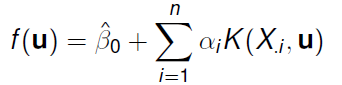 f(u) = β̂₀ + ∑ᵢ₌₁ⁿ αᵢK(X.ᵢ, u)